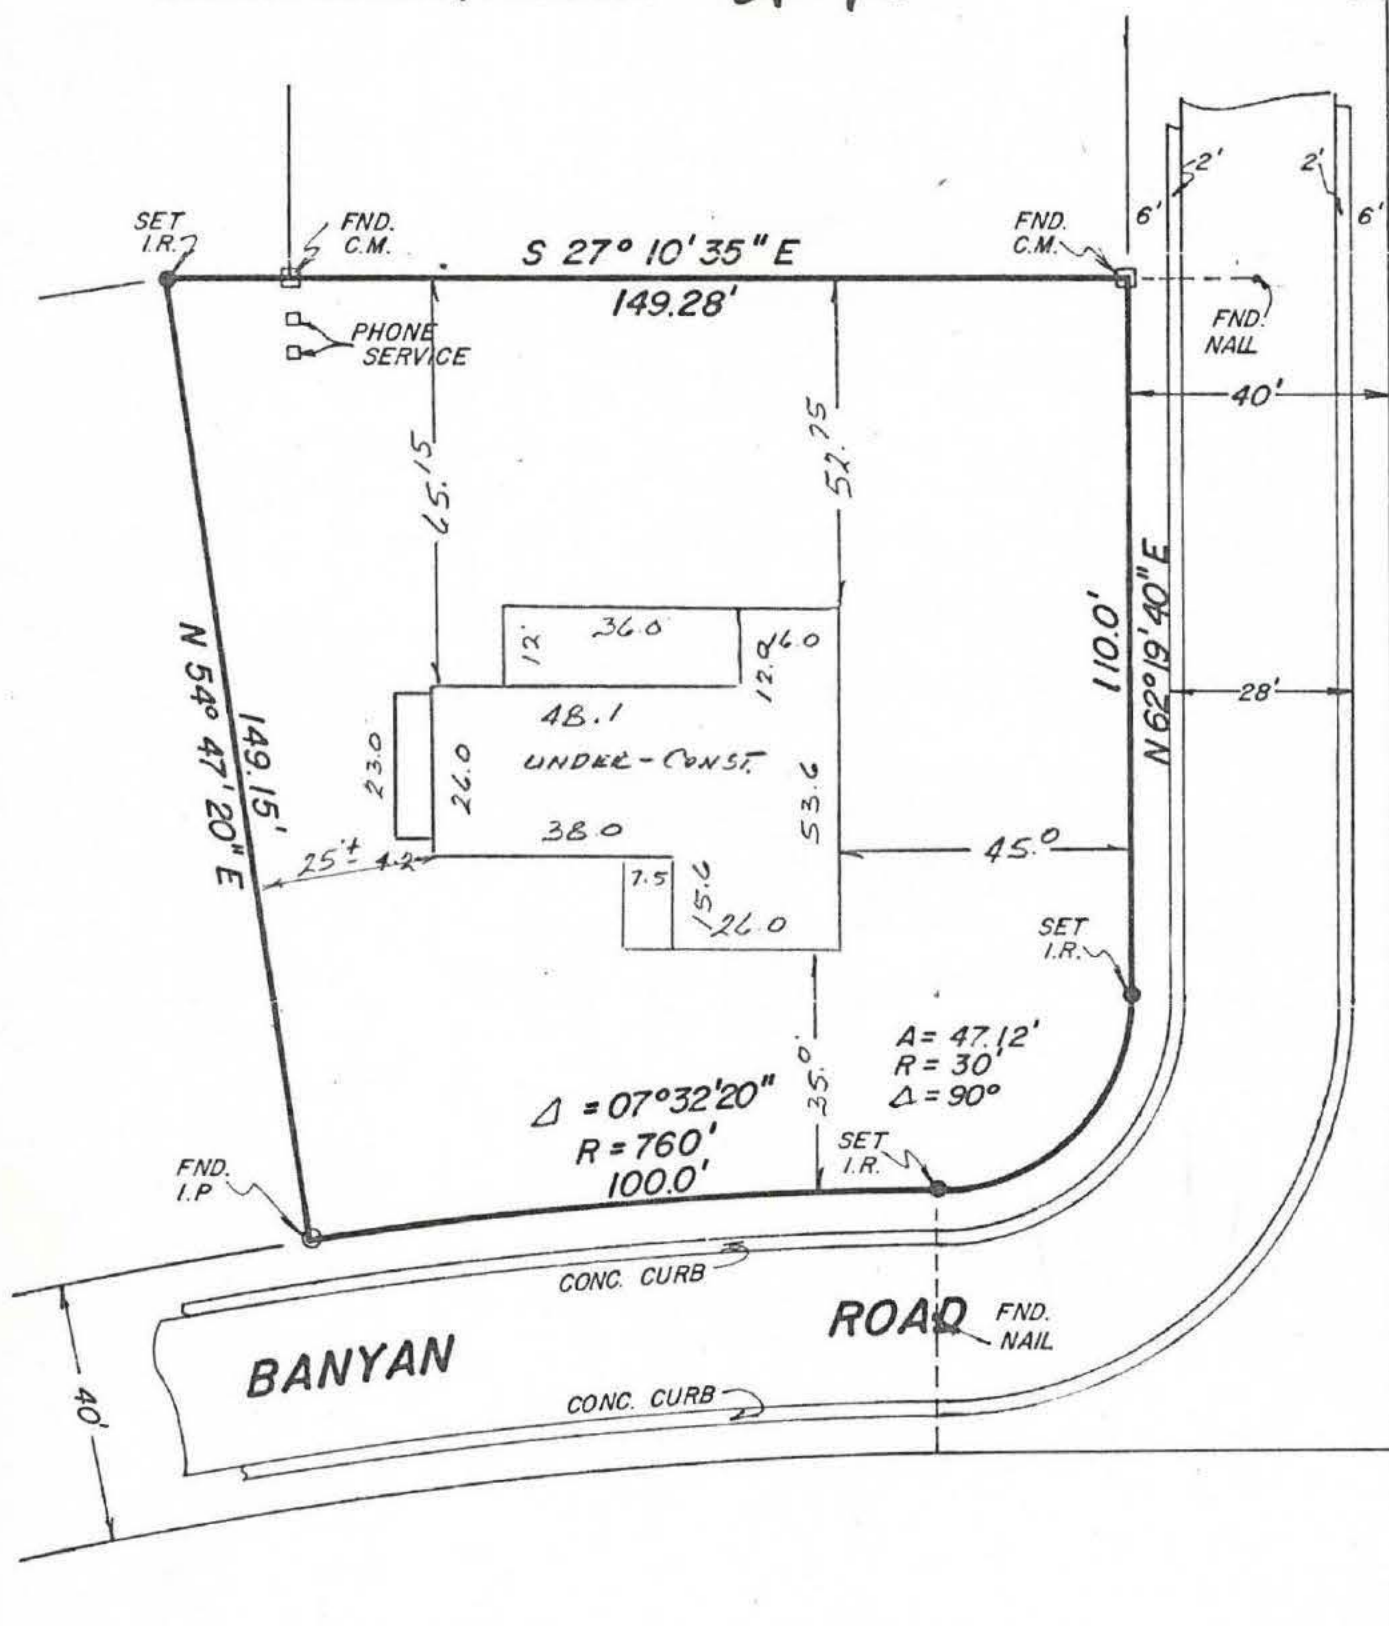 SET
I.R.
FND.
C.M.
S 27° 10' 35" E
149.28'
FND.
C.M.
6'
2'
2'
6'
FND.
NAIL
PHONE
SERVICE
40'
65.15
52.75
N 54° 47' 20" E
149.15'
110.0'
N 62° 19' 40" E
28'
12'
36.0
12.0
48.1
UNDER-CONST.
23.0
26.0
53.6
38.0
25'± 4.2
7.5
15.6
26.0
45.0
SET
I.R.
35.0'
A = 47.12'
R = 30'
Δ = 90°
Δ = 07°32'20"
R = 760'
100.0'
SET
I.R.
FND.
I.P
CONC. CURB
BANYAN ROAD
FND.
NAIL
CONC. CURB
40'